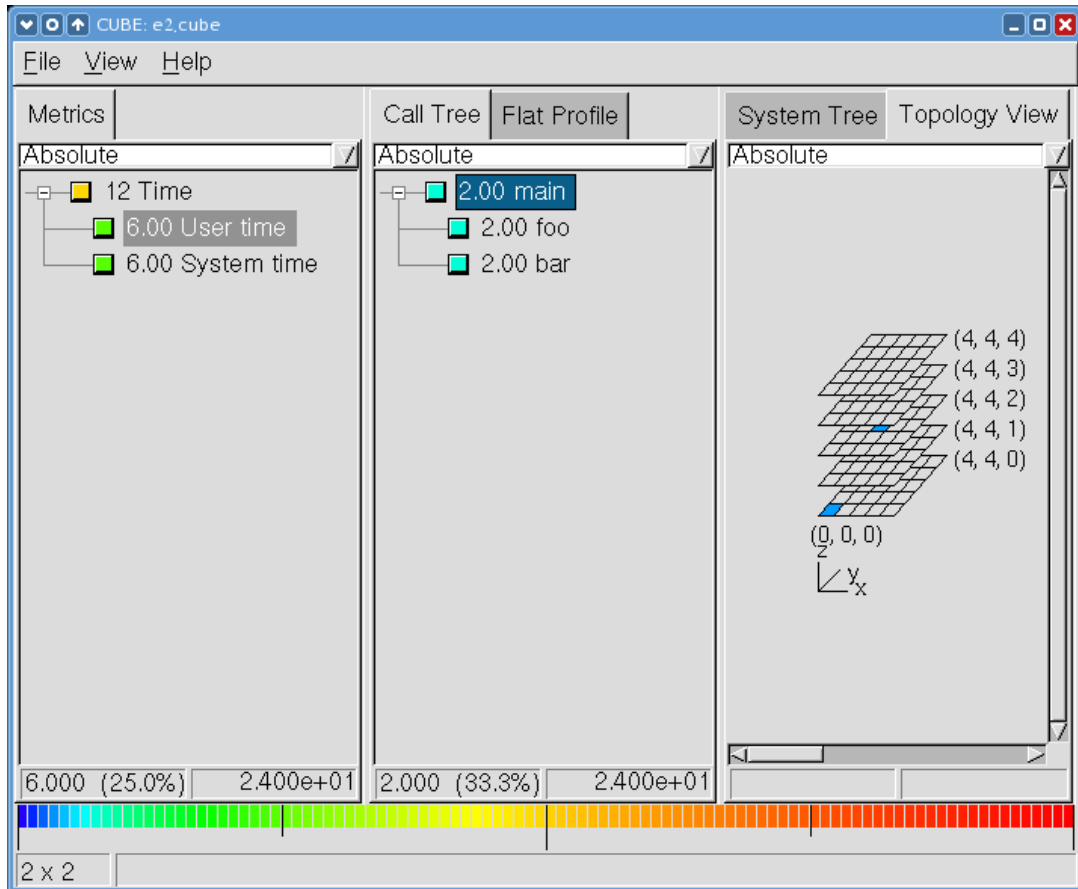 CUBE: e2.cube
File View Help
Metrics
Call Tree Flat Profile
System Tree Topology View
Absolute
Absolute
Absolute
12 Time
6.00 User time
6.00 System time
2.00 main
2.00 foo
2.00 bar
(4, 4, 4)
(4, 4, 3)
(4, 4, 2)
(4, 4, 1)
(4, 4, 0)
(0, 0, 0)
z
y
x
6.000 (25.0%) 2.400e+01
2.000 (33.3%) 2.400e+01
2 x 2